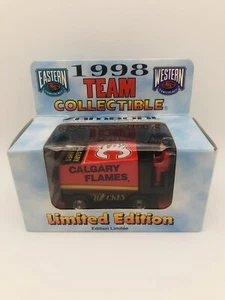 EASTERN
1998
WESTERN
TEAM
COLLECTIBLE
CALGARY
FLAMES
HOCKEY
Limited Edition
Edition Limitée